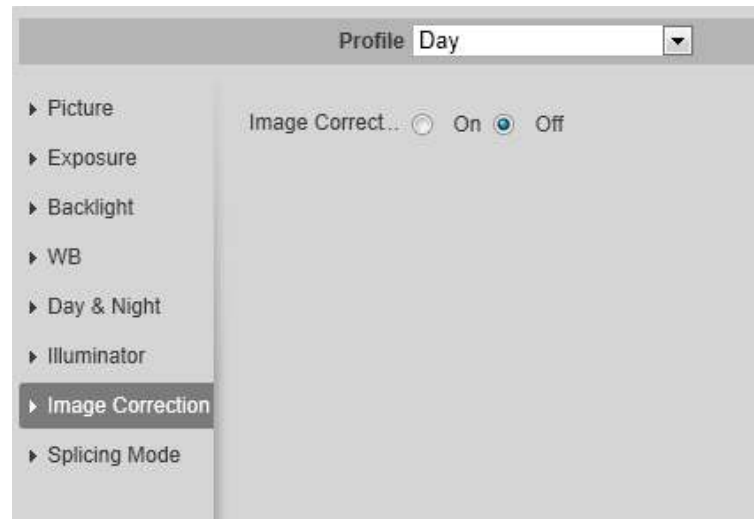 Profile Day
Picture
Image Correct.. On Off
Exposure
Backlight
WB
Day & Night
Illuminator
Image Correction
Splicing Mode